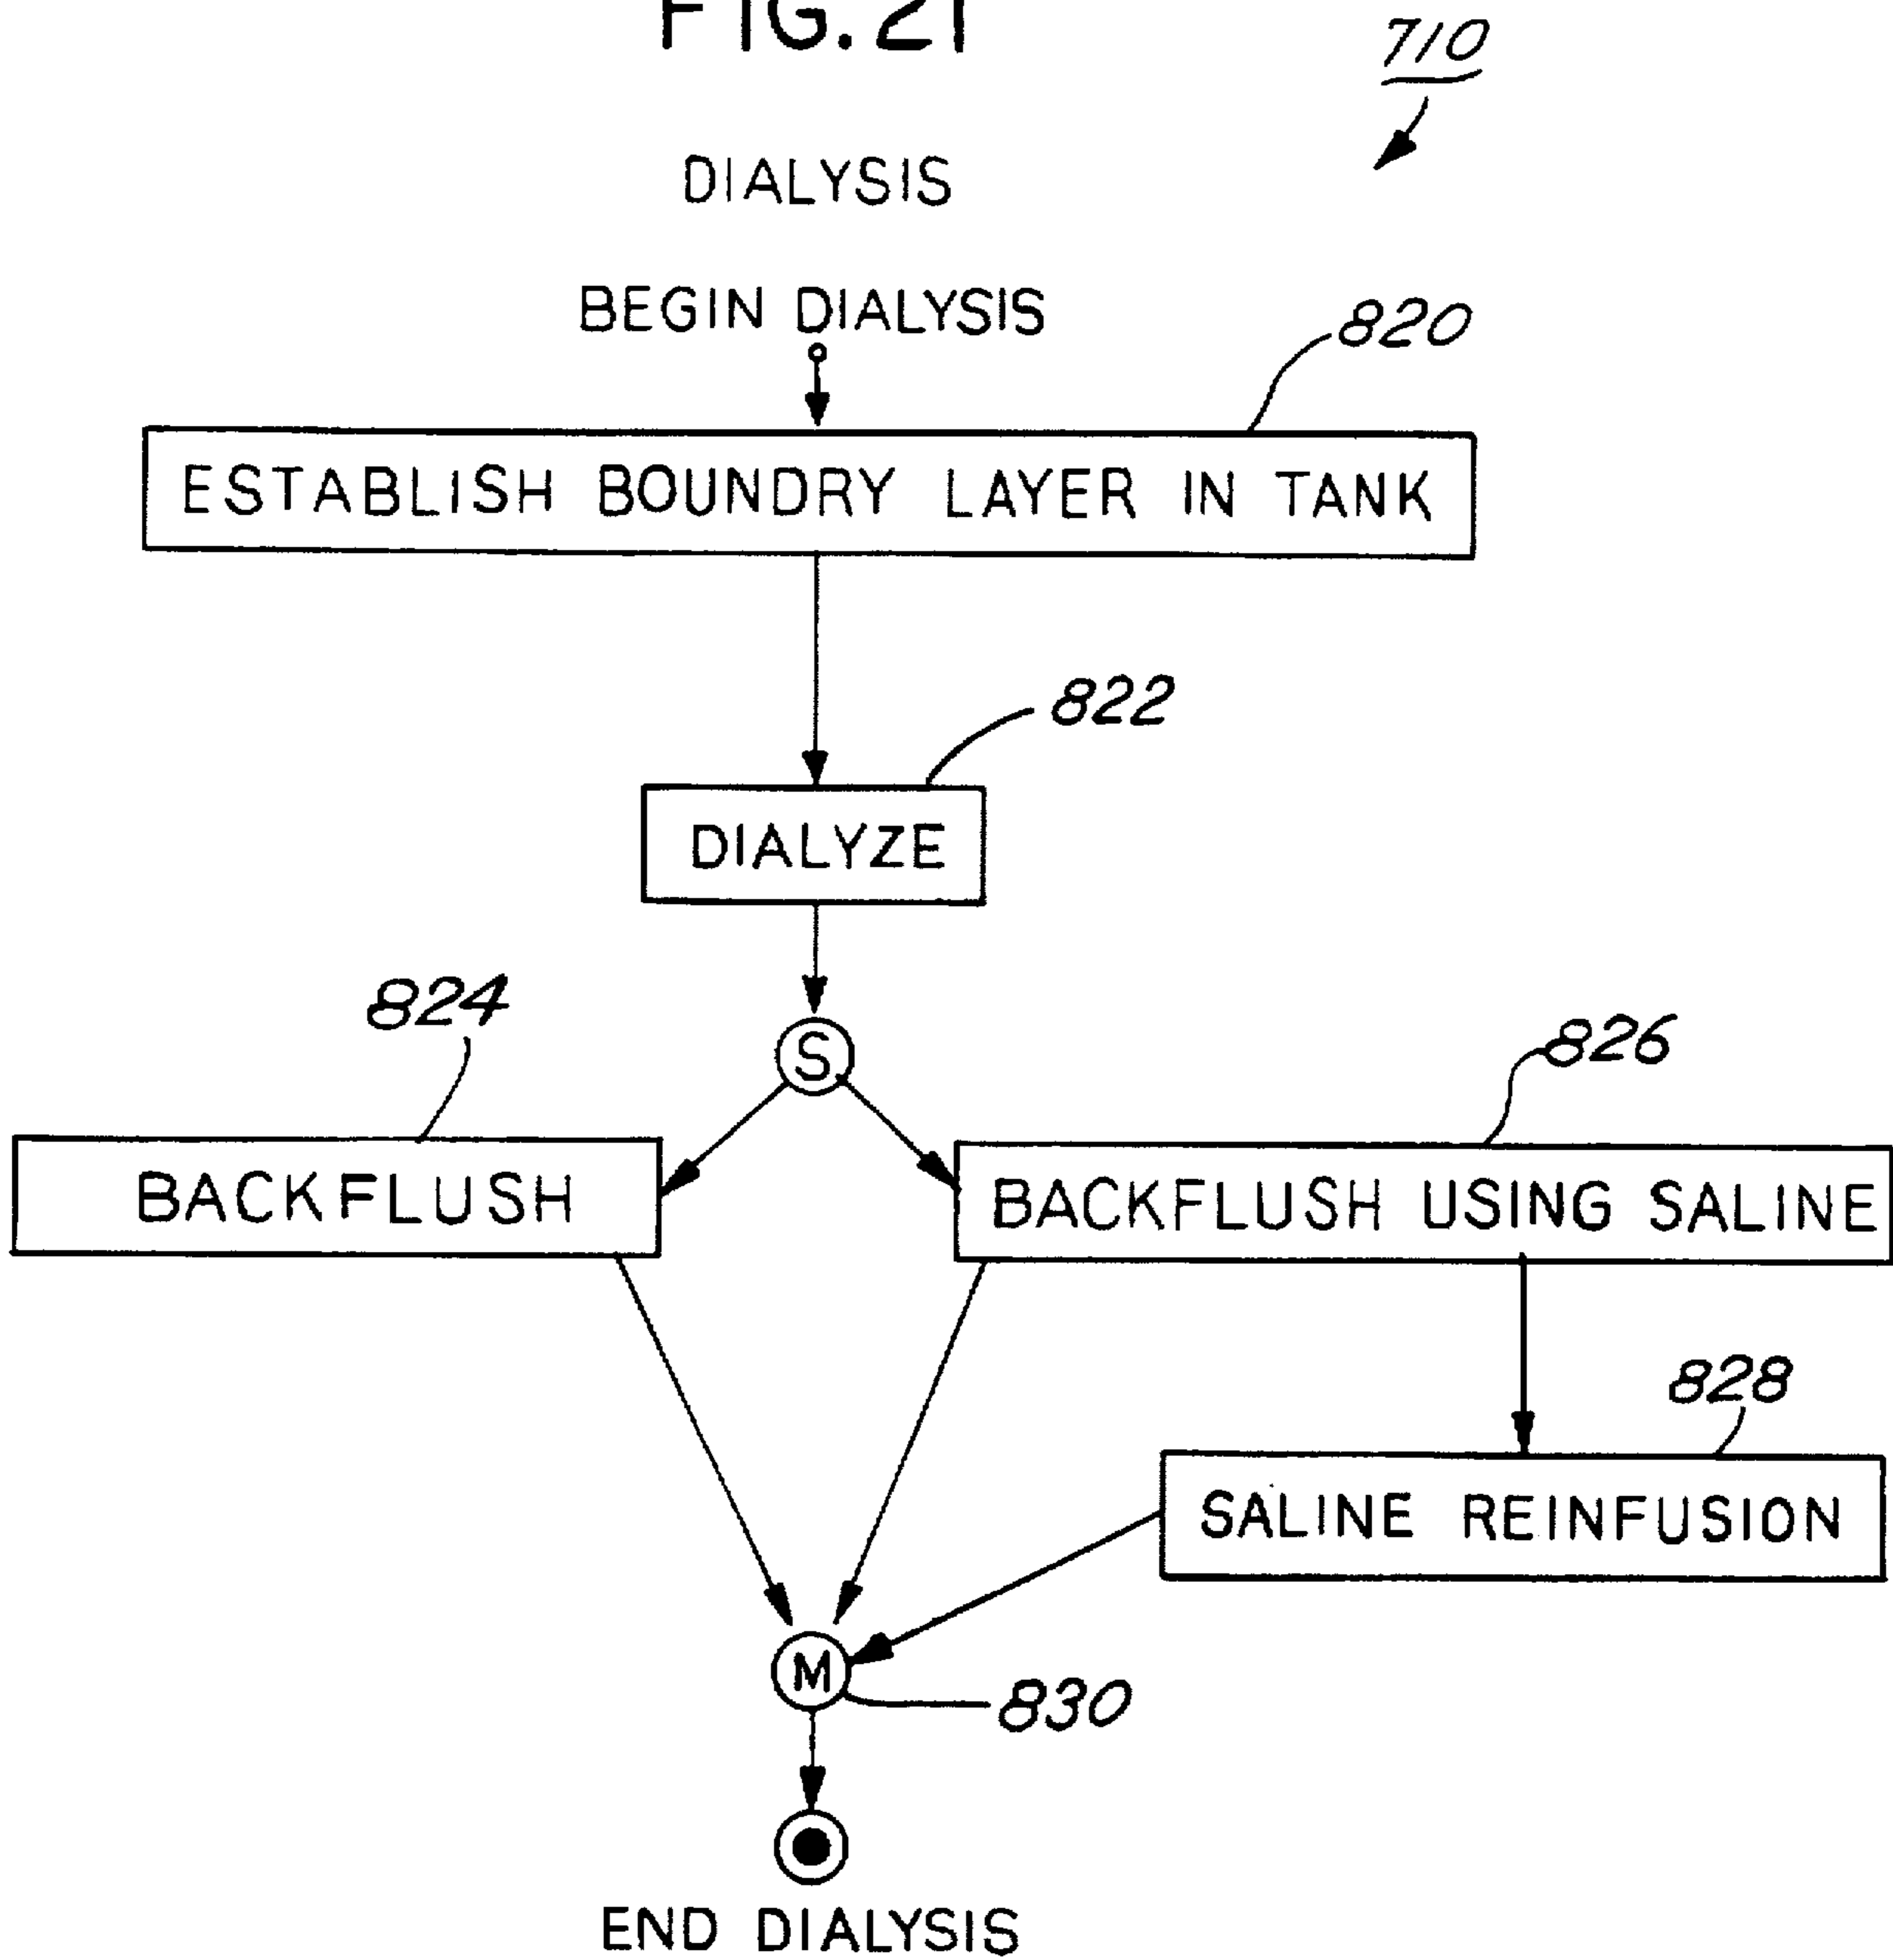 FIG. 21
710
DIALYSIS
BEGIN DIALYSIS
820
ESTABLISH BOUNDRY LAYER IN TANK
822
DIALYZE
824
S
826
BACKFLUSH
BACKFLUSH USING SALINE
828
SALINE REINFUSION
M
830
END DIALYSIS